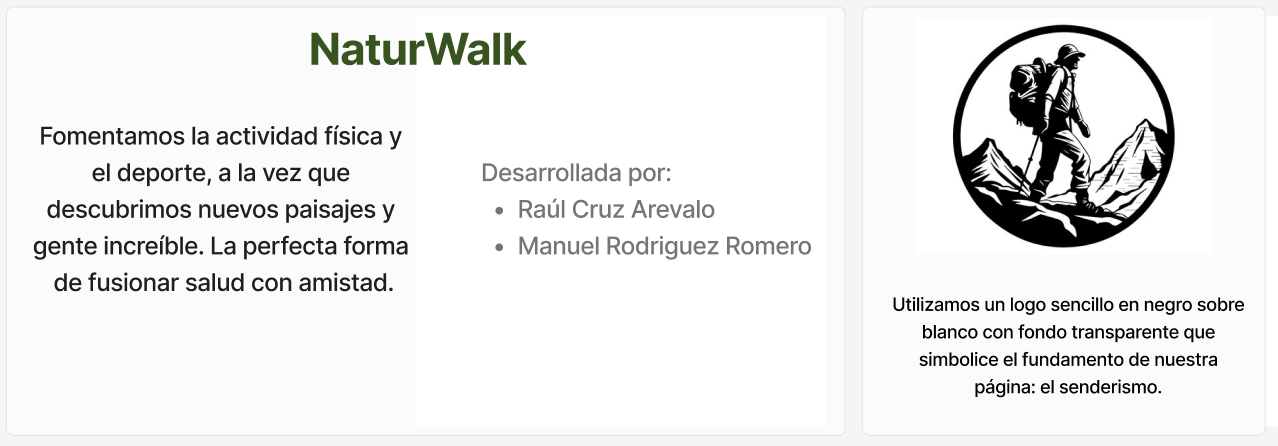 NaturWalk
Fomentamos la actividad física y
el deporte, a la vez que
descubrimos nuevos paisajes y
gente increíble. La perfecta forma
de fusionar salud con amistad.
Desarrollada por:
• Raúl Cruz Arevalo
• Manuel Rodriguez Romero
Utilizamos un logo sencillo en negro sobre
blanco con fondo transparente que
simbolice el fundamento de nuestra
página: el senderismo.